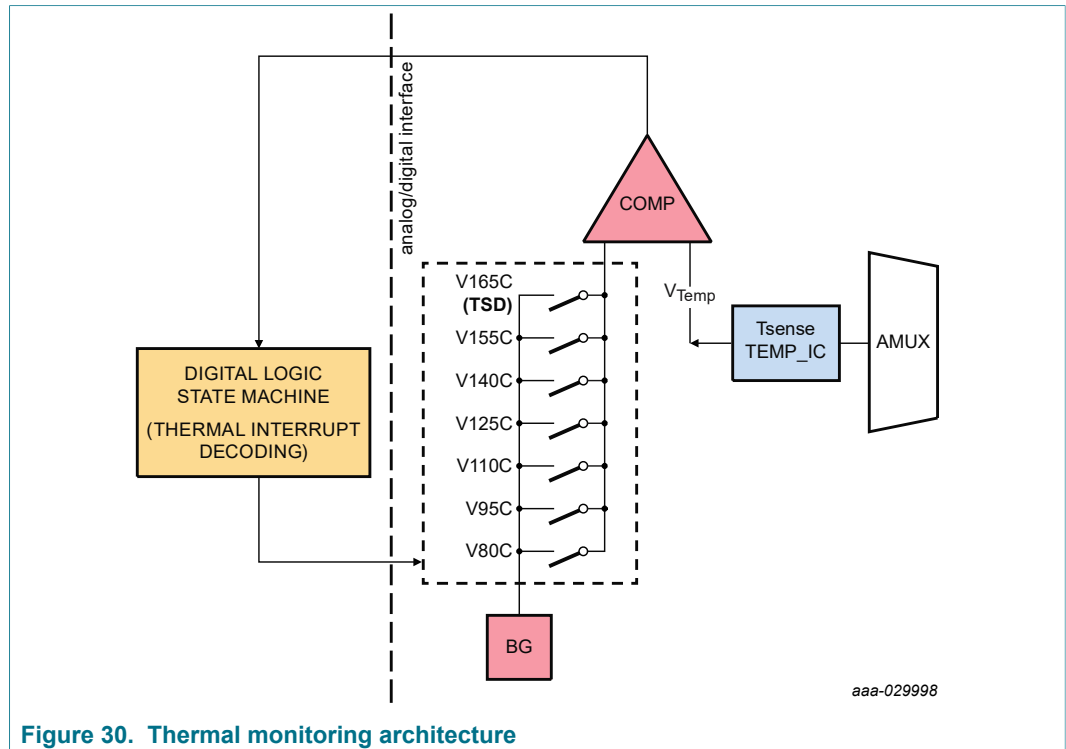 analog/digital interface
COMP
V165C
(TSD)
V155C
V140C
V125C
V110C
V95C
V80C
VTemp
Tsense
TEMP_IC
AMUX
DIGITAL LOGIC
STATE MACHINE
(THERMAL INTERRUPT
DECODING)
BG
aaa-029998
Figure 30. Thermal monitoring architecture